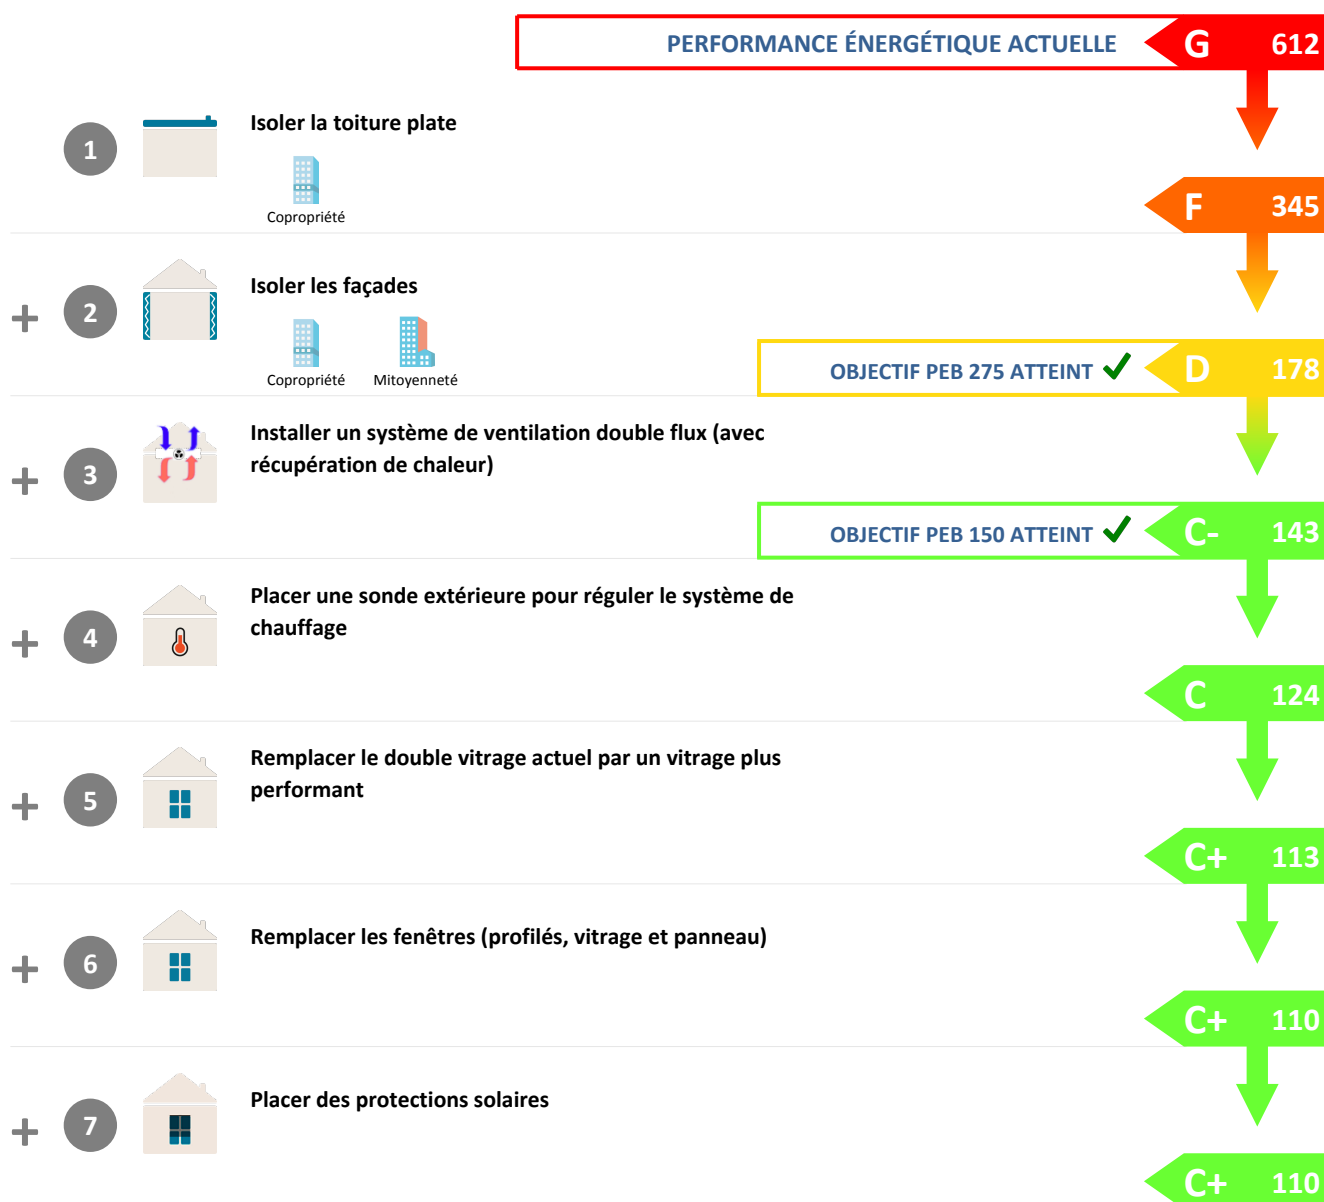 PERFORMANCE ÉNERGÉTIQUE ACTUELLE G 612
1 Isoler la toiture plate
Copropriété
F 345
+ 2 Isoler les façades
Copropriété Mitoyenneté
OBJECTIF PEB 275 ATTEINT ✓ D 178
+ 3 Installer un système de ventilation double flux (avec
récupération de chaleur)
OBJECTIF PEB 150 ATTEINT ✓ C- 143
+ 4 Placer une sonde extérieure pour réguler le système de
chauffage
C 124
+ 5 Remplacer le double vitrage actuel par un vitrage plus
performant
C+ 113
+ 6 Remplacer les fenêtres (profilés, vitrage et panneau)
C+ 110
+ 7 Placer des protections solaires
C+ 110